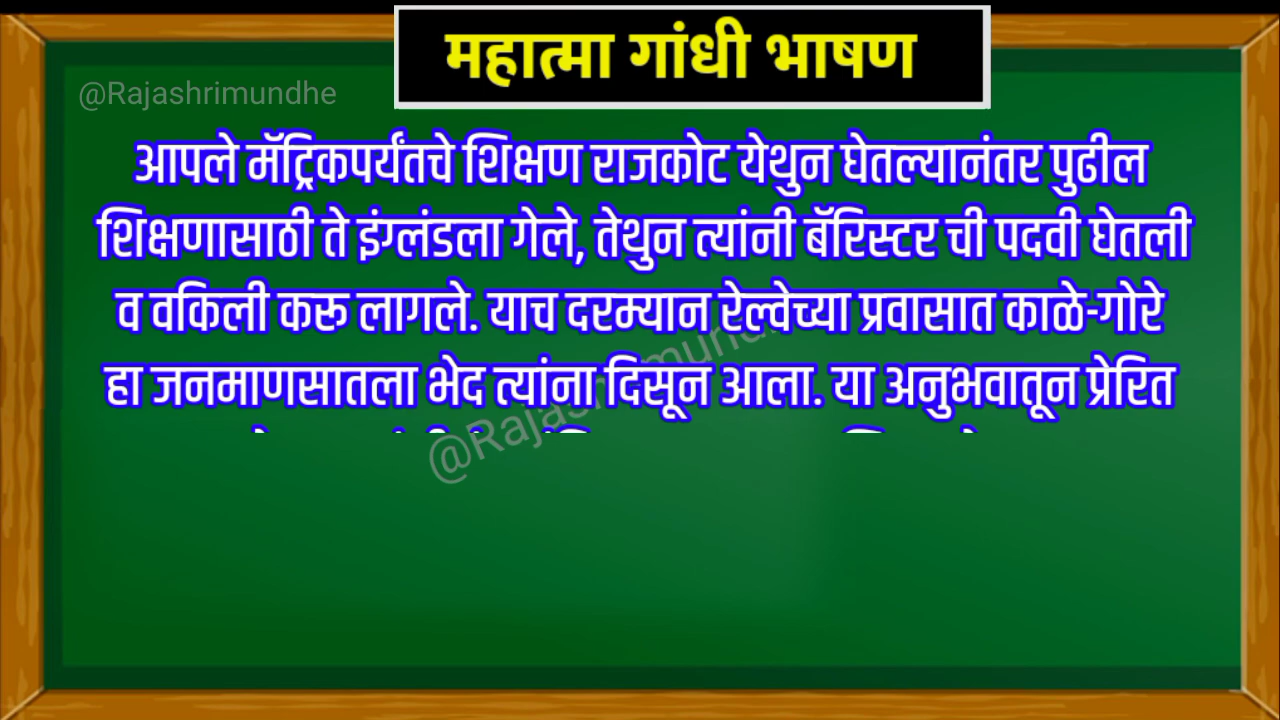 महात्मा गांधी भाषण
@Rajashrimundhe
आपले मॅट्रिकपर्यंतचे शिक्षण राजकोट येथुन घेतल्यानंतर पुढील
शिक्षणासाठी ते इंग्लंडला गेले, तेथुन त्यांनी बॅरिस्टर ची पदवी घेतली
व वकिली करू लागले. याच दरम्यान रेल्वेच्या प्रवासात काळे-गोरे
हा जनमाणसातला भेद त्यांना दिसून आला. या अनुभवातून प्रेरित